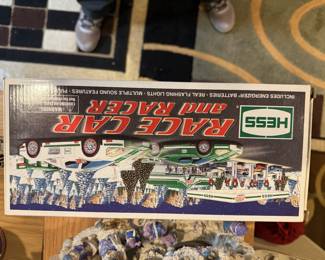 HESS
RACE CAR
and RACER
INCLUDES ENERGIZER® BATTERIES • REAL FLASHING LIGHTS • MULTIPLE SOUND FEATURES